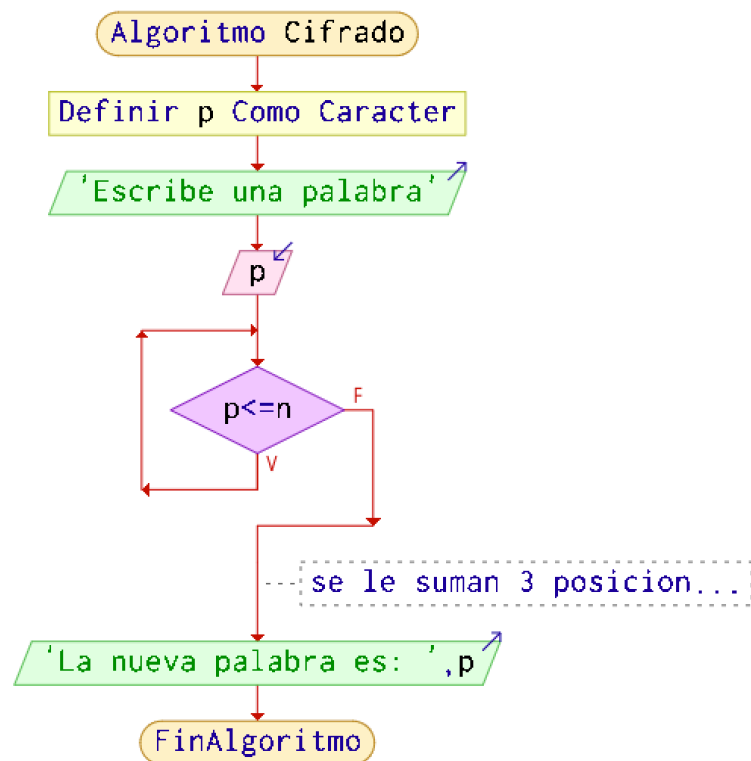 Algoritmo Cifrado
Definir p Como Caracter
'Escribe una palabra'
p
p<=n
F
V
se le suman 3 posicion...
'La nueva palabra es: ',p
FinAlgoritmo